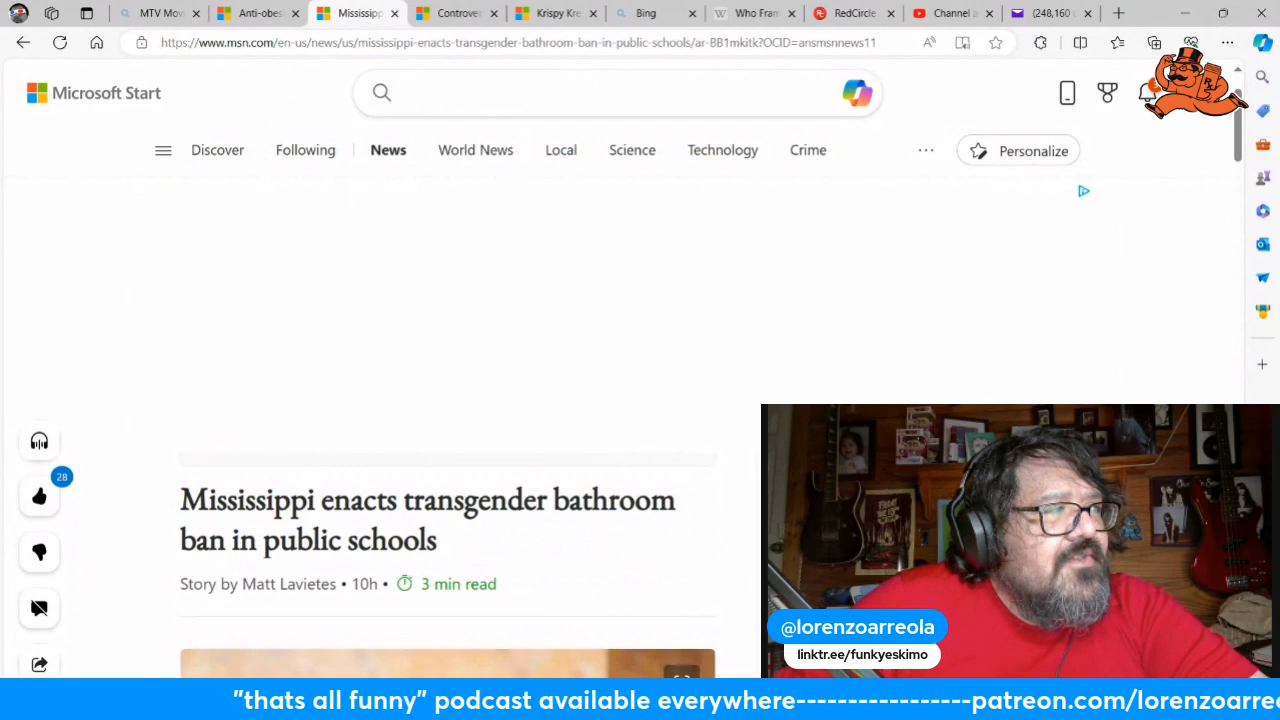 MTV Mov
Anti-obes
Mississip
Controver
Krispy Kre
Bing
Who Fram
RedCircle
Channel a
(248,160
https://www.msn.com/en-us/news/us/mississippi-enacts-transgender-bathroom-ban-in-public-schools/ar-BB1mkitk?OCID=ansmsnnews11
Microsoft Start
Discover
Following
News
World News
Local
Science
Technology
Crime
Personalize
28
Mississippi enacts transgender bathroom
ban in public schools
Story by Matt Lavietes • 10h • 3 min read
@lorenzoarreola
linktr.ee/funkyeskimo
"thats all funny" podcast available everywhere-----------------patreon.com/lorenzoarre